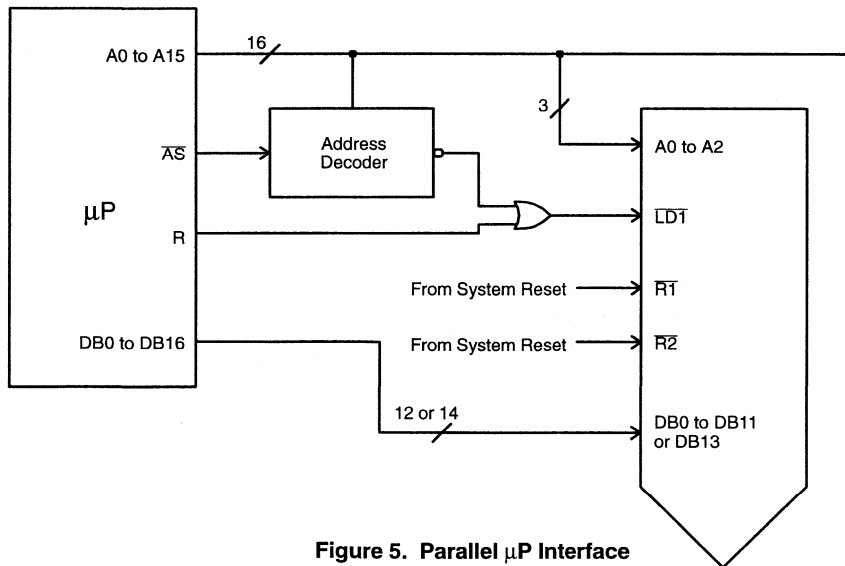 A0 to A15
16
3
AS
Address
Decoder
A0 to A2
μP
LD1
R
From System Reset
R1
DB0 to DB16
From System Reset
R2
12 or 14
DB0 to DB11
or DB13
Figure 5. Parallel μP Interface